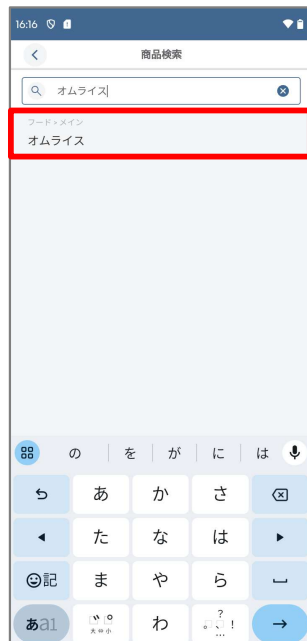 16:16
商品検索
オムライス
フード > メイン
オムライス
の を が に は
あ か さ
た な は
記 ま や ら
あa1 大⇔小 わ 。、?!…